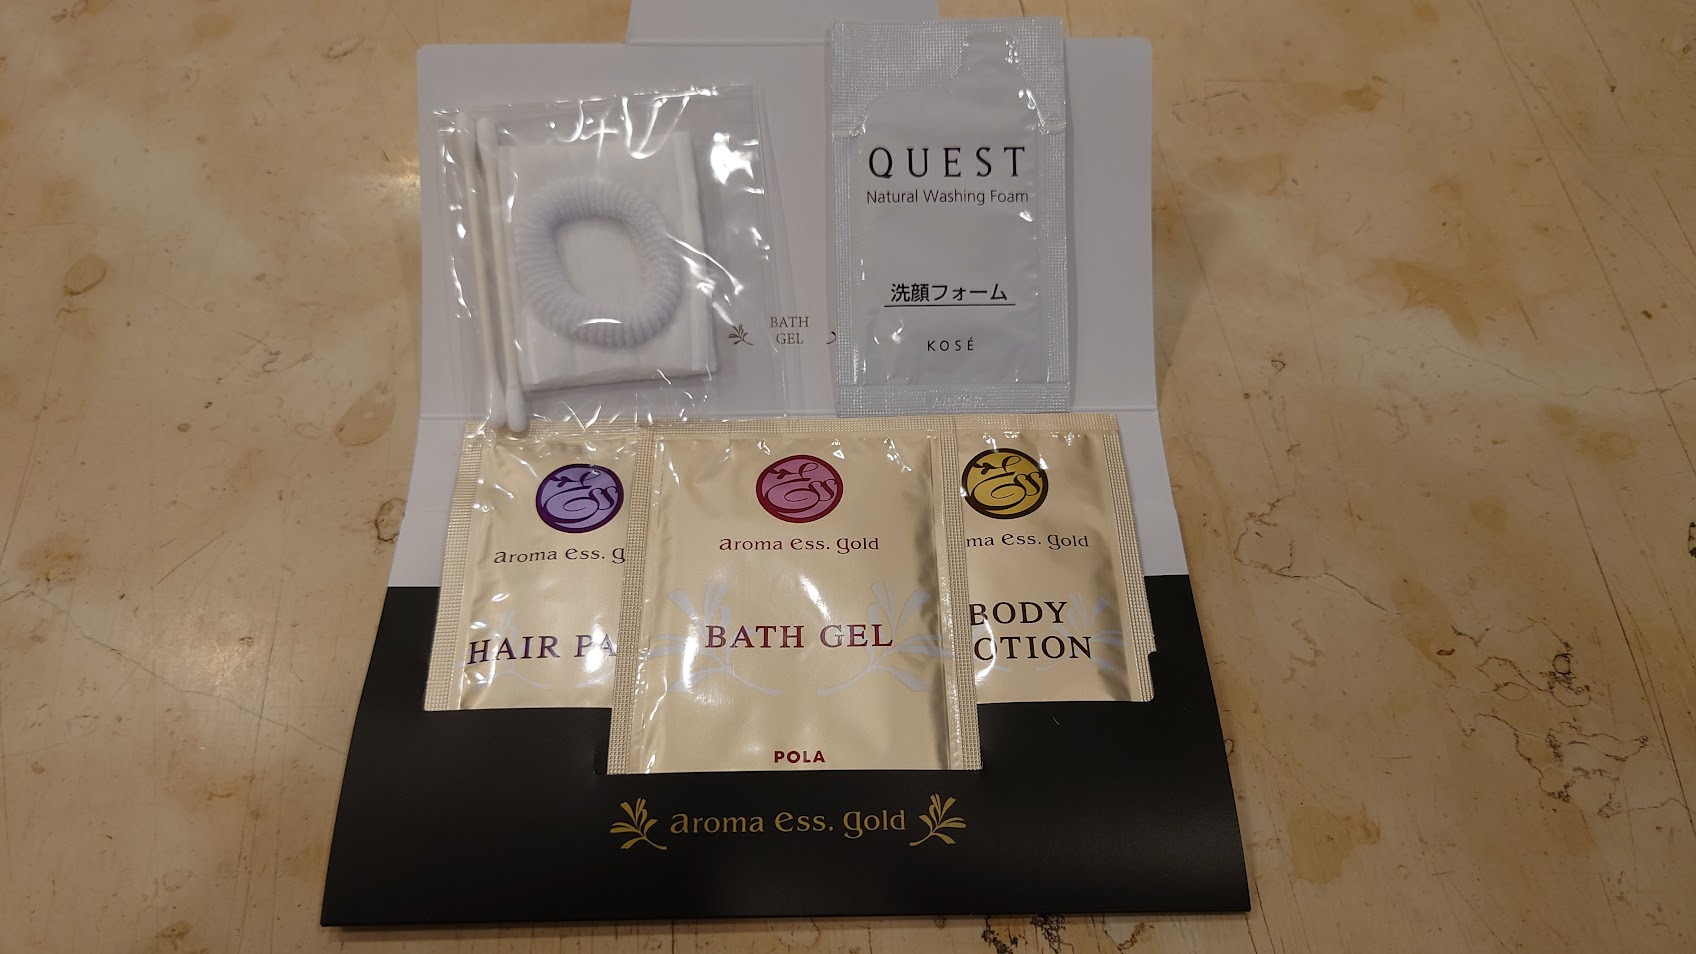 QUEST
Natural Washing Foam
洗顔フォーム
KOSÉ
BATH
GEL
aroma ess. g
HAIR PA
aroma ess. gold
BATH GEL
POLA
ma ess. gold
BODY
OTION
aroma ess. gold